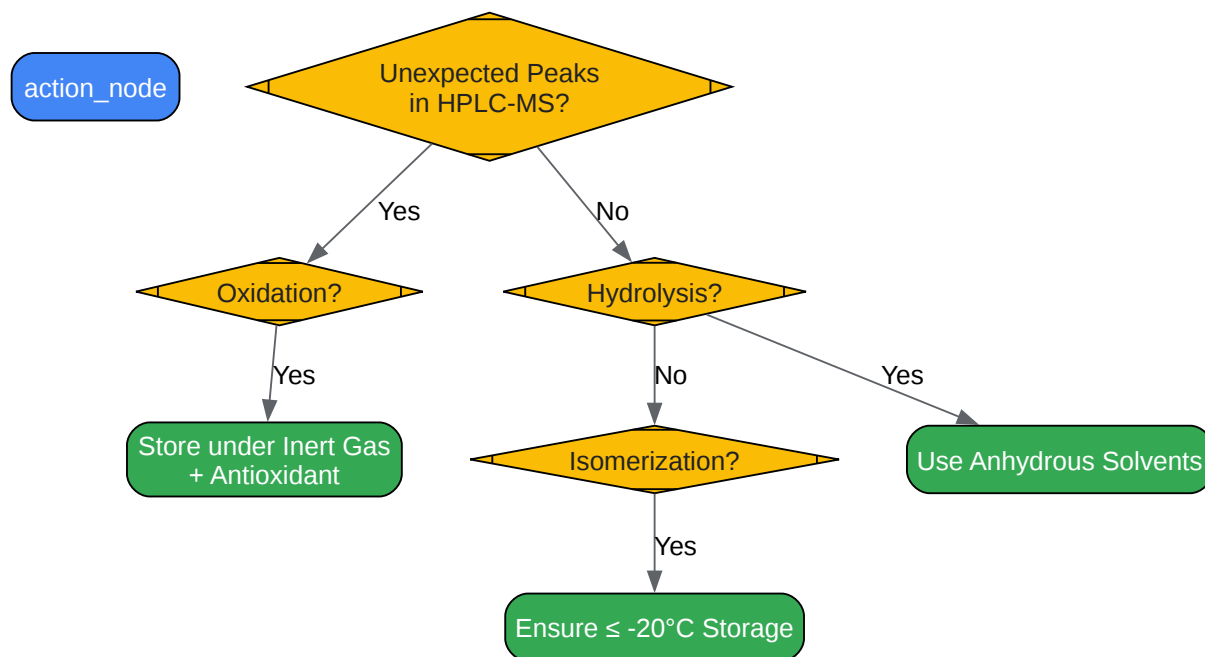 action_node
Unexpected Peaks
in HPLC-MS?
Yes
No
Oxidation?
Hydrolysis?
Yes
No
Yes
Store under Inert Gas
+ Antioxidant
Isomerization?
Use Anhydrous Solvents
Yes
Ensure ≤ -20°C Storage